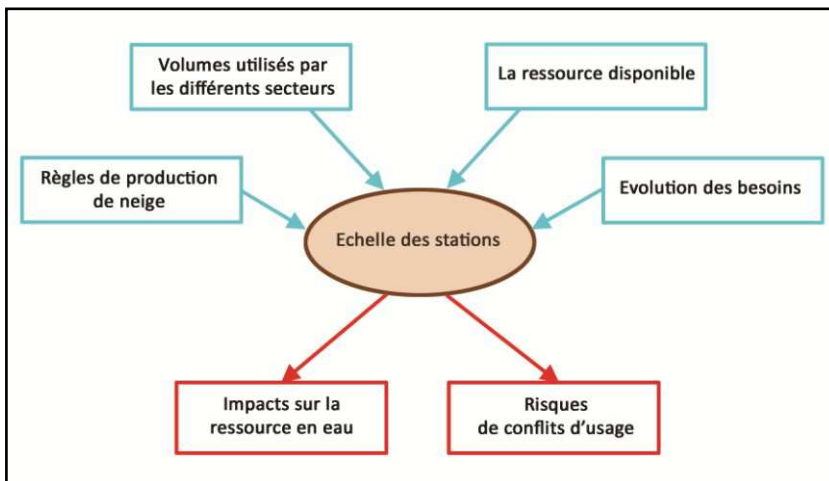 Volumes utilisés par
les différents secteurs
La ressource disponible
Règles de production
de neige
Evolution des besoins
Echelle des stations
Impacts sur la
ressource en eau
Risques
de conflits d’usage